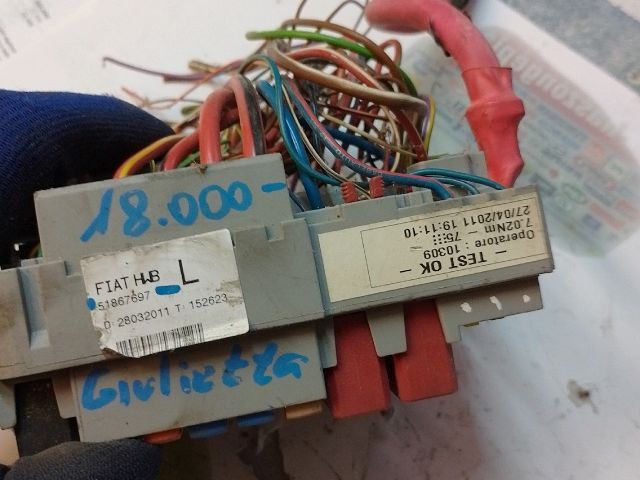 18.000-
FIAT HLB L
51867697
D: 28032011 T: 152623
Giulietta
- TEST OK -
Operatore : 10309
7.02Nm - 75
27/04/2011 19:11:10